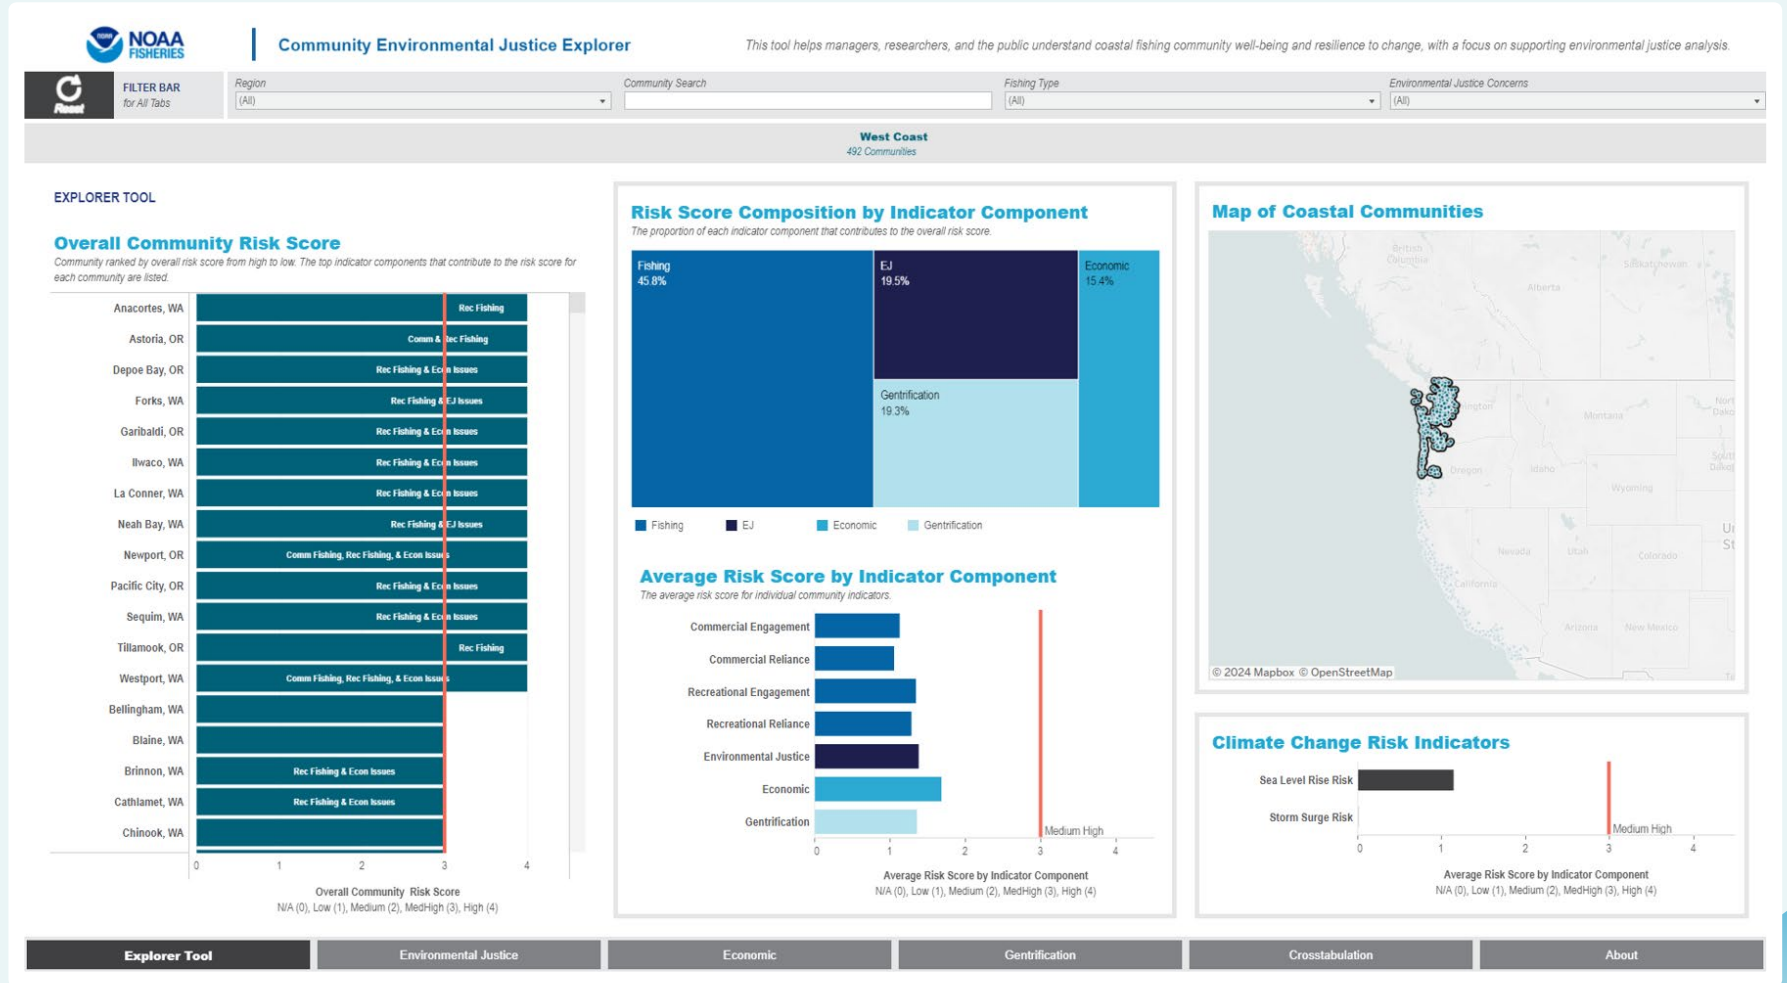 NOAA
FISHERIES
Community Environmental Justice Explorer
This tool helps managers, researchers, and the public understand coastal fishing community well-being and resilience to change, with a focus on supporting environmental justice analysis.
Reset
FILTER BAR
for All Tabs
Region
(All)
Community Search
Fishing Type
(All)
Environmental Justice Concerns
(All)
West Coast
492 Communities
EXPLORER TOOL
Overall Community Risk Score
Community ranked by overall risk score from high to low. The top indicator components that contribute to the risk score for
each community are listed.
Anacortes, WA Rec Fishing
Astoria, OR Comm & Rec Fishing
Depoe Bay, OR Rec Fishing & Econ Issues
Forks, WA Rec Fishing & EJ Issues
Garibaldi, OR Rec Fishing & Econ Issues
Ilwaco, WA Rec Fishing & Econ Issues
La Conner, WA Rec Fishing & Econ Issues
Neah Bay, WA Rec Fishing & EJ Issues
Newport, OR Comm Fishing, Rec Fishing, & Econ Issues
Pacific City, OR Rec Fishing & Econ Issues
Sequim, WA Rec Fishing & Econ Issues
Tillamook, OR Rec Fishing
Westport, WA Comm Fishing, Rec Fishing, & Econ Issues
Bellingham, WA
Blaine, WA
Brinnon, WA Rec Fishing & Econ Issues
Cathlamet, WA Rec Fishing & Econ Issues
Chinook, WA
0 1 2 3 4
Overall Community Risk Score
N/A (0), Low (1), Medium (2), MedHigh (3), High (4)
Risk Score Composition by Indicator Component
The proportion of each indicator component that contributes to the overall risk score.
Fishing
45.8%
EJ
19.5%
Economic
15.4%
Gentrification
19.3%
Fishing EJ Economic Gentrification
Average Risk Score by Indicator Component
The average risk score for individual community indicators.
Commercial Engagement
Commercial Reliance
Recreational Engagement
Recreational Reliance
Environmental Justice
Economic
Gentrification
Medium High
0 1 2 3 4
Average Risk Score by Indicator Component
N/A (0), Low (1), Medium (2), MedHigh (3), High (4)
Map of Coastal Communities
British
Columbia
Saskatchewan
Alberta
Montana
Oregon
Idaho
Wyoming
Nevada
Utah
Colorado
California
Arizona
New Mexico
© 2024 Mapbox © OpenStreetMap
Climate Change Risk Indicators
Sea Level Rise Risk
Storm Surge Risk
Medium High
0 1 2 3 4
Average Risk Score by Indicator Component
N/A (0), Low (1), Medium (2), MedHigh (3), High (4)
Explorer Tool Environmental Justice Economic Gentrification Crosstabulation About